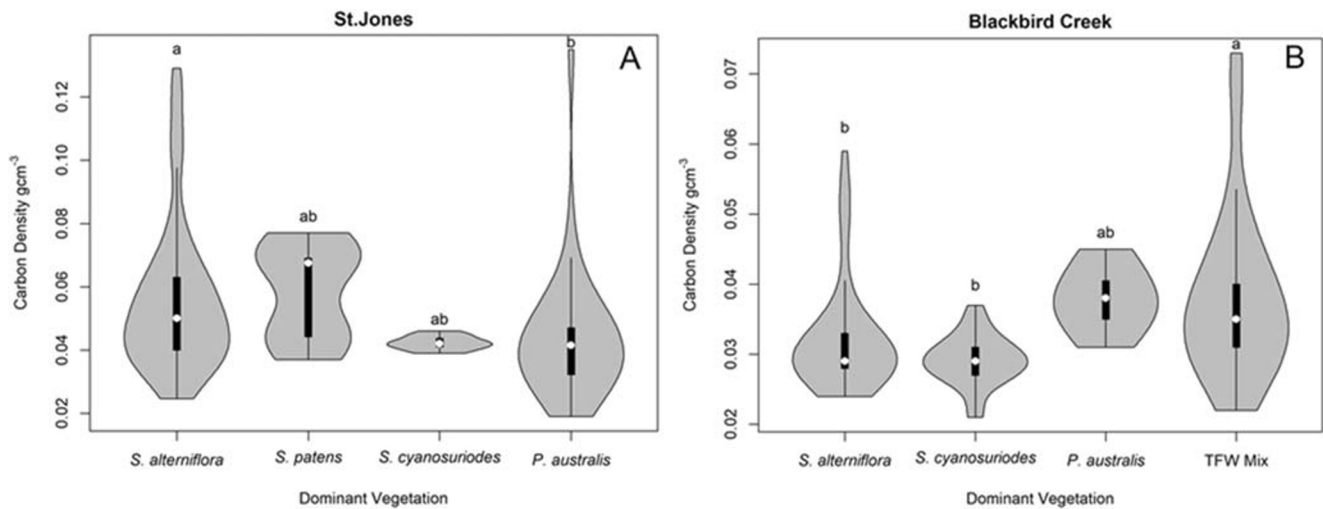 St.Jones
A
a
b
ab
ab
0.12
0.10
0.08
0.06
0.04
0.02
Carbon Density gcm-3
S. alterniflora S. patens S. cyanosuriodes P. australis
Dominant Vegetation
Blackbird Creek
B
a
b
ab
b
0.07
0.06
0.05
0.04
0.03
0.02
Carbon Density gcm-3
S. alterniflora S. cyanosuriodes P. australis TFW Mix
Dominant Vegetation